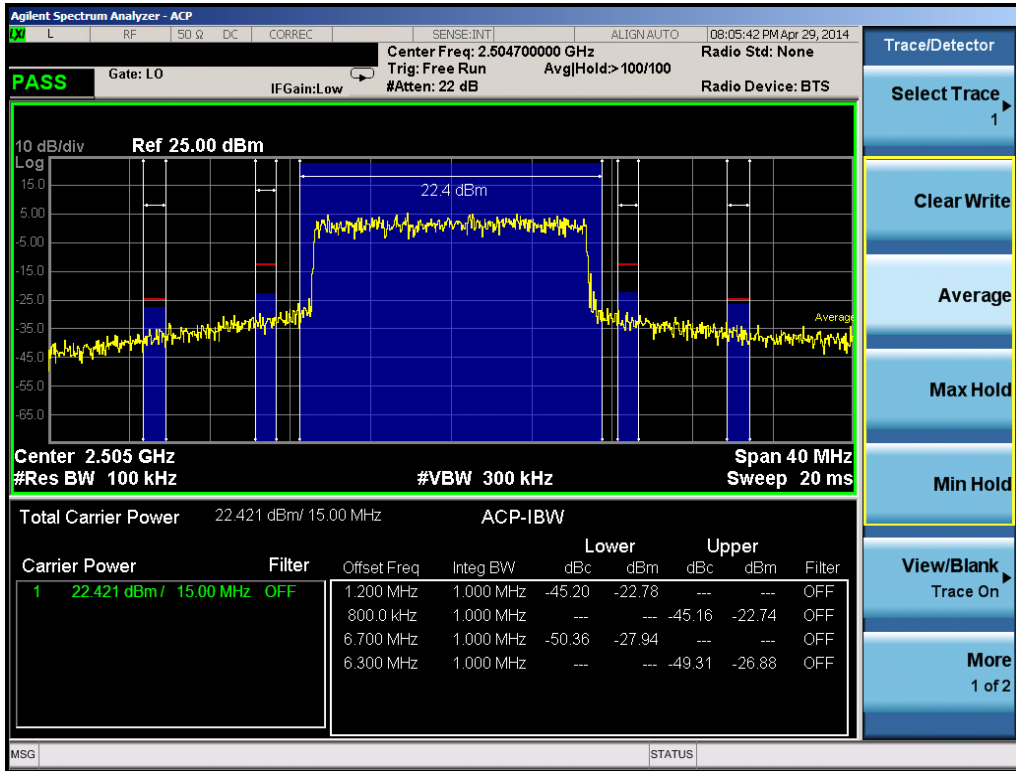 Agilent Spectrum Analyzer - ACP
LXI L RF 50 Ω DC CORREC SENSE:INT ALIGN AUTO 08:05:42 PM Apr 29, 2014
Center Freq: 2.504700000 GHz Radio Std: None
PASS Gate: LO Trig: Free Run Avg|Hold:>100/100
IFGain:Low #Atten: 22 dB Radio Device: BTS
10 dB/div Ref 25.00 dBm
Log
15.0
22.4 dBm
5.00
-5.00
-15.0
-25.0
Average
-35.0
-45.0
-55.0
-65.0
Center 2.505 GHz Span 40 MHz
#Res BW 100 kHz #VBW 300 kHz Sweep 20 ms
Total Carrier Power 22.421 dBm/ 15.00 MHz ACP-IBW
Lower Upper
Carrier Power Filter Offset Freq Integ BW dBc dBm dBc dBm Filter
1 22.421 dBm / 15.00 MHz OFF 1.200 MHz 1.000 MHz -45.20 -22.78 --- --- OFF
800.0 kHz 1.000 MHz --- --- -45.16 -22.74 OFF
6.700 MHz 1.000 MHz -50.36 -27.94 --- --- OFF
6.300 MHz 1.000 MHz --- --- -49.31 -26.88 OFF
MSG STATUS
Trace/Detector
Select Trace
1
Clear Write
Average
Max Hold
Min Hold
View/Blank
Trace On
More
1 of 2